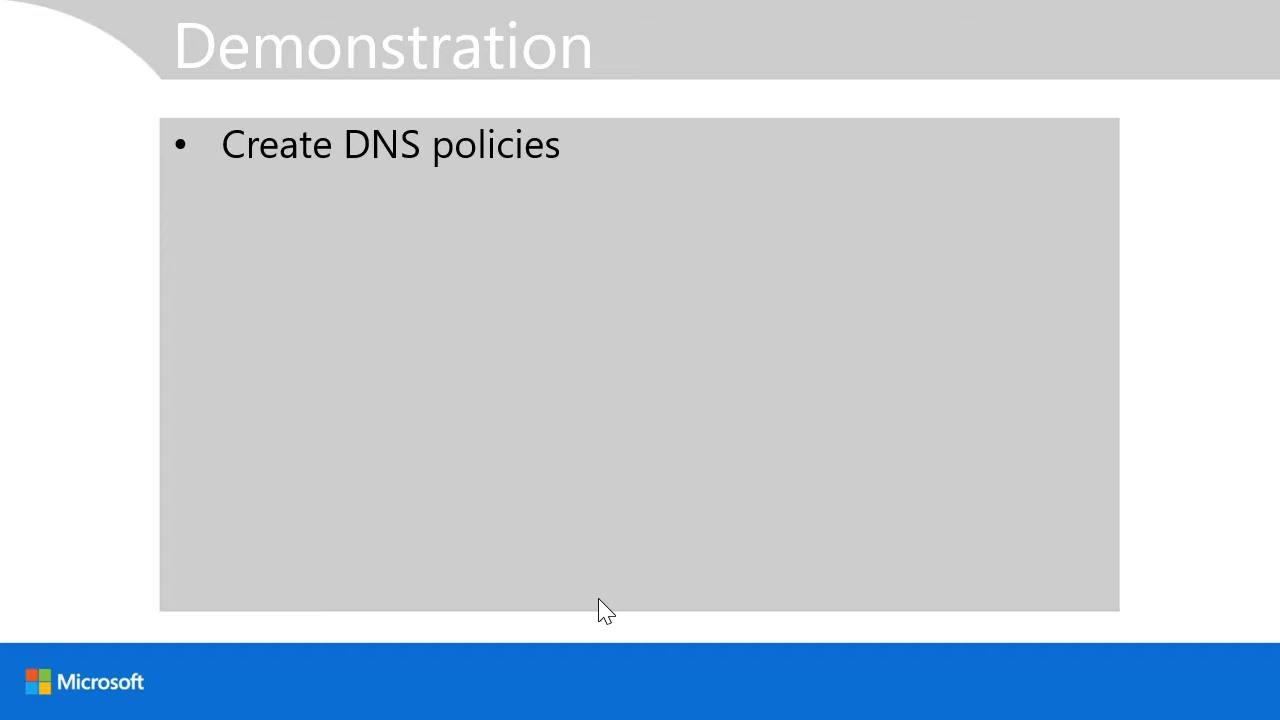 Demonstration
• Create DNS policies
Microsoft